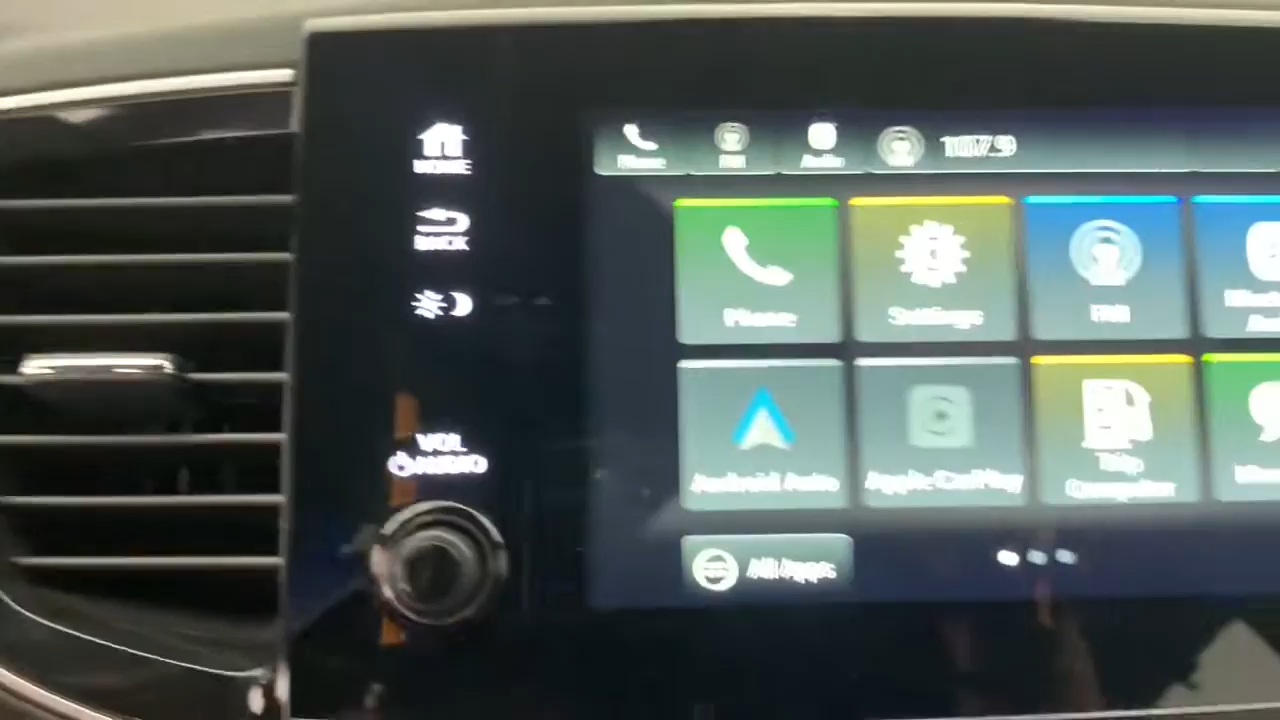 HOME
BACK
VOL
AUDIO
Phone
FM
Audio
107.9
Phone
Settings
FM
Android Auto
Apple CarPlay
Trip
Computer
All Apps